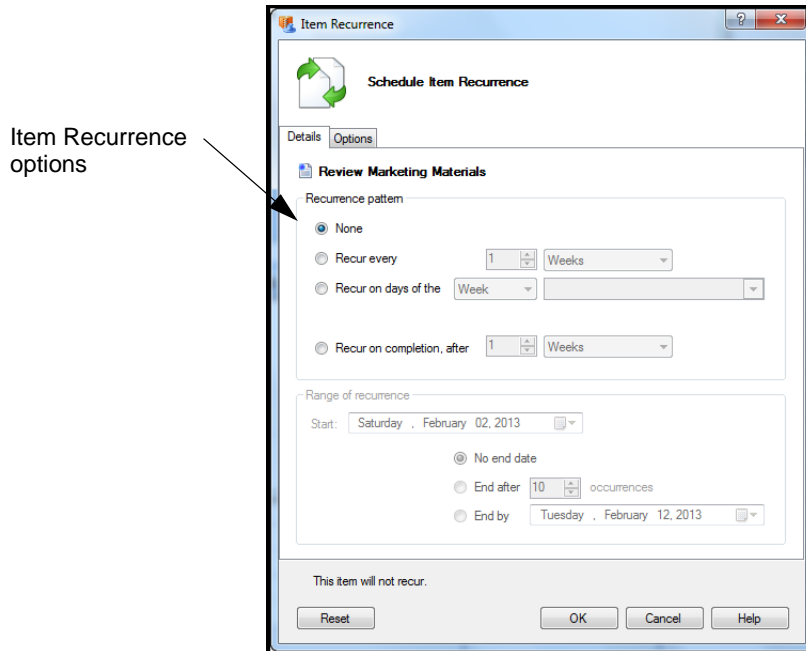 Item Recurrence
Schedule Item Recurrence
Item Recurrence
options
Details Options
Review Marketing Materials
Recurrence pattern
None
Recur every 1 Weeks
Recur on days of the Week
Recur on completion, after 1 Weeks
Range of recurrence
Start: Saturday , February 02, 2013
No end date
End after 10 occurrences
End by Tuesday , February 12, 2013
This item will not recur.
Reset OK Cancel Help